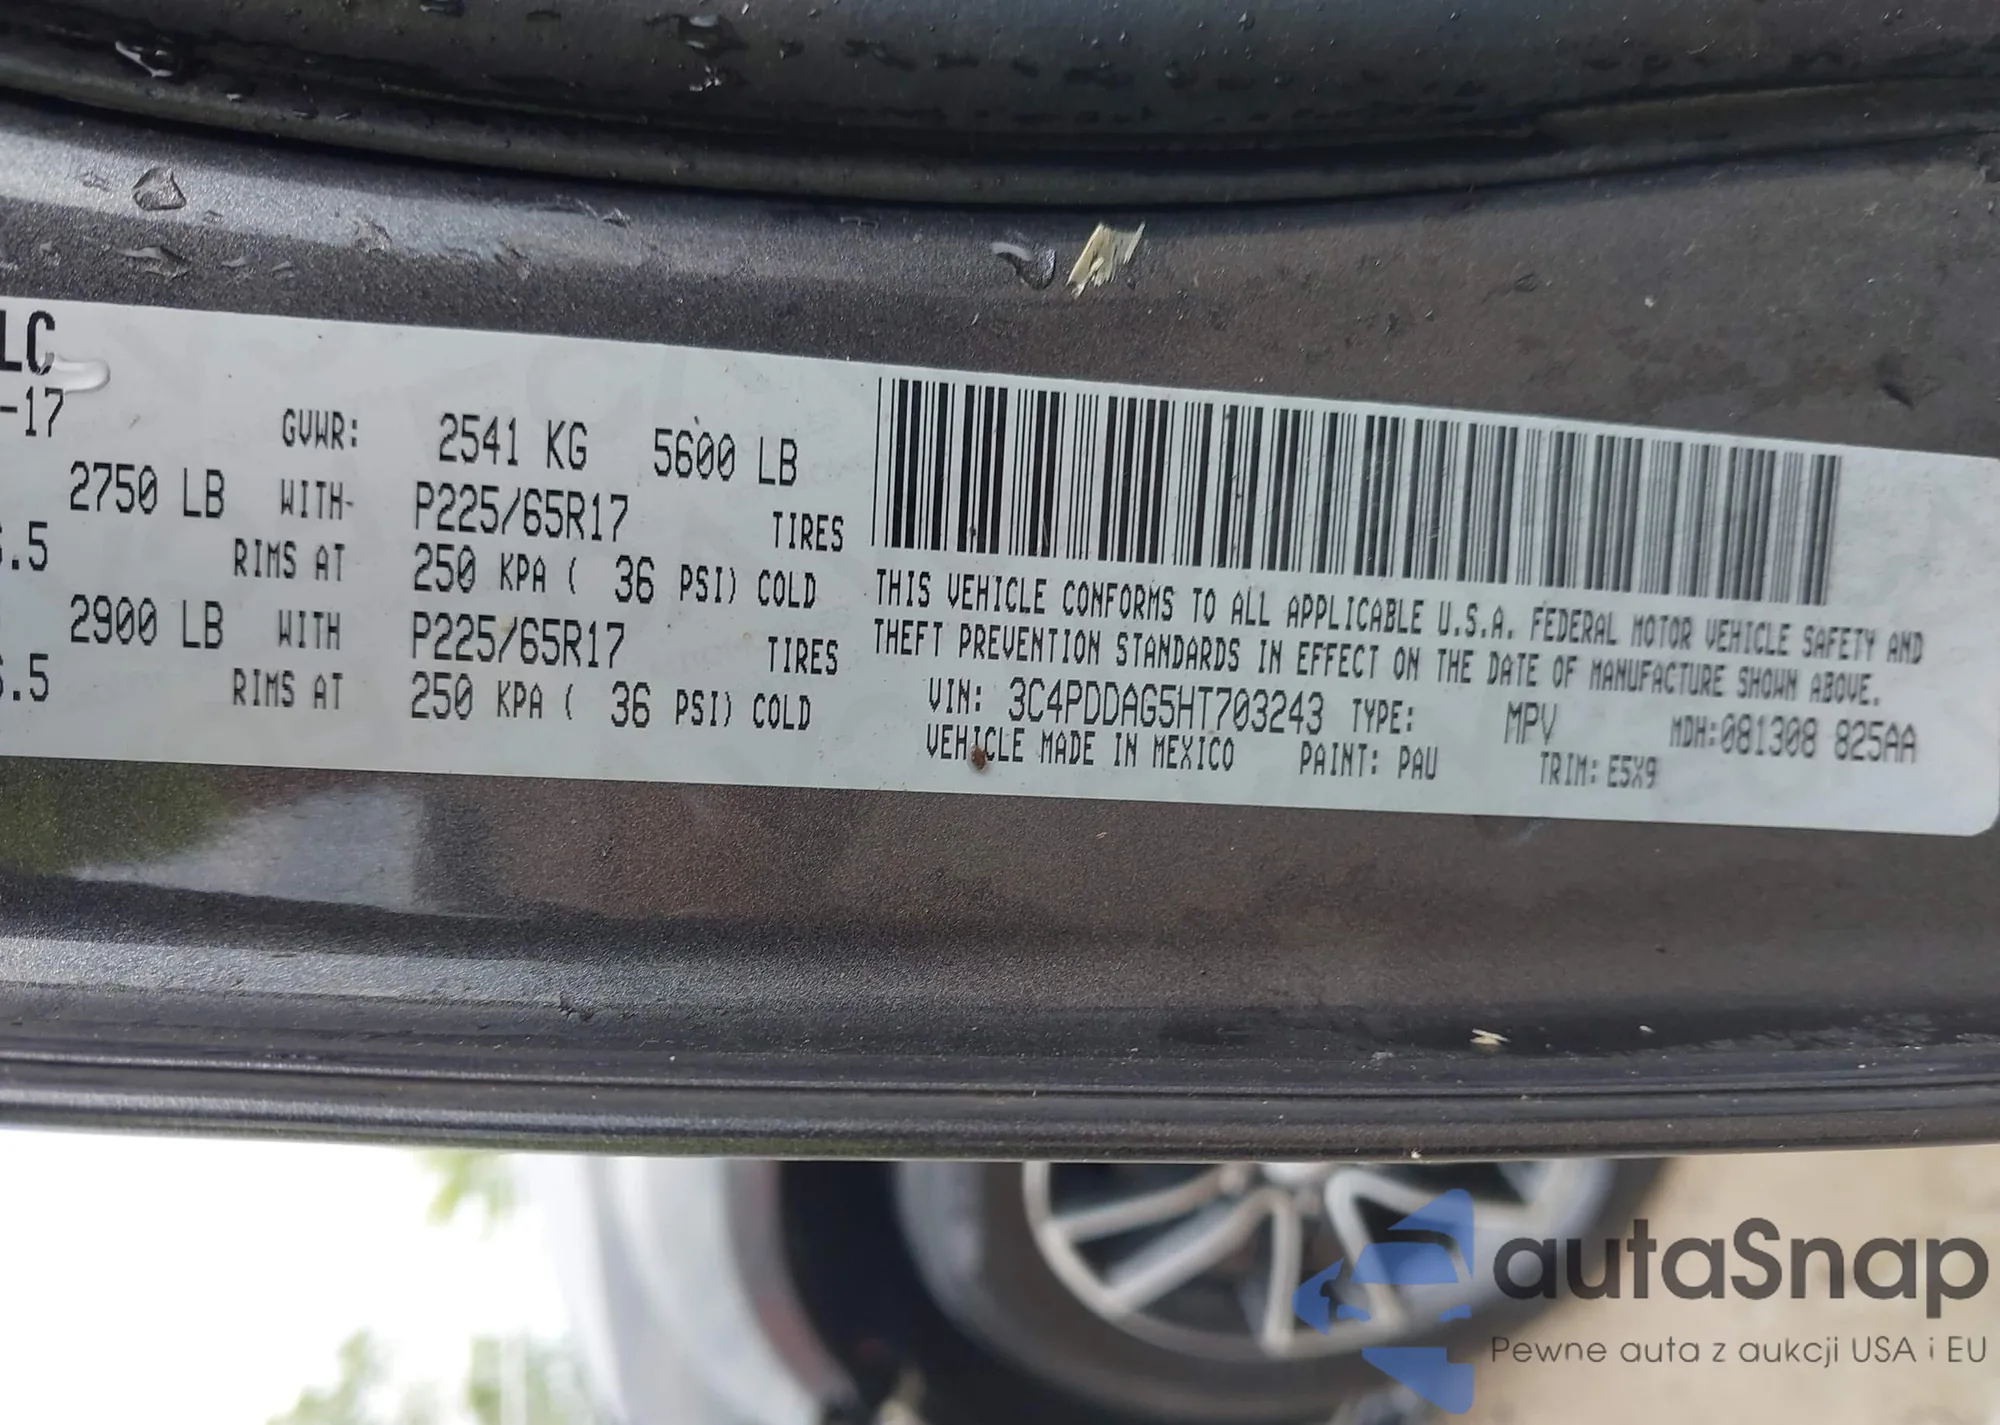 LC
-17
GVWR: 2541 KG 5600 LB
2750 LB WITH- P225/65R17 TIRES
.5 RIMS AT 250 KPA ( 36 PSI) COLD
2900 LB WITH P225/65R17 TIRES
.5 RIMS AT 250 KPA ( 36 PSI) COLD
THIS VEHICLE CONFORMS TO ALL APPLICABLE U.S.A. FEDERAL MOTOR VEHICLE SAFETY AND
THEFT PREVENTION STANDARDS IN EFFECT ON THE DATE OF MANUFACTURE SHOWN ABOVE.
VIN: 3C4PDDAG5HT703243 TYPE: MPV MDH:081308 825AA
VEHICLE MADE IN MEXICO PAINT: PAU TRIM: E5X9
autaSnap
Pewne auta z aukcji USA i EU